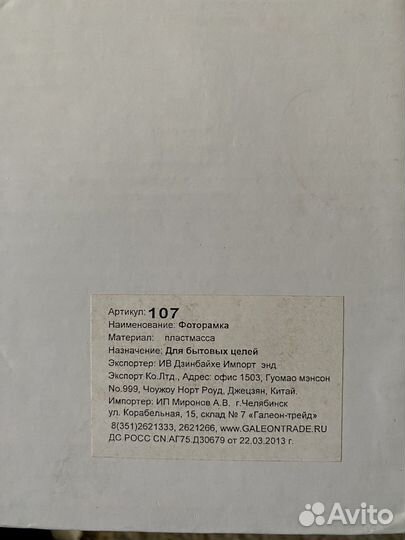 Артикул: 107
Наименование: Фоторамка
Материал: пластмасса
Назначение: Для бытовых целей
Экспортер: ИВ Дзинбайхе Импорт энд
Экспорт Ко.Лтд., Адрес: офис 1503, Гуомао мэнсон
No.999, Чоужоу Норт Роуд, Джецзян, Китай.
Импортер: ИП Миронов А.В. г.Челябинск
ул. Корабельная, 15, склад № 7 «Галеон-трейд»
8(351)2621333, 2621266, www.GALEONTRADE.RU
ДС РОСС CN.АГ75.Д30679 от 22.03.2013 г.
Avito